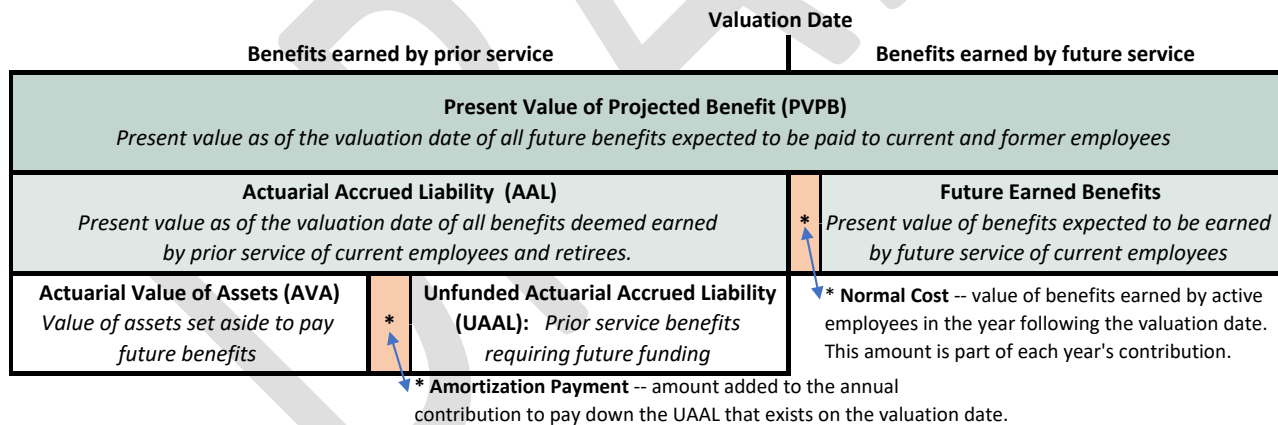 Valuation Date
Benefits earned by prior service
Benefits earned by future service
Present Value of Projected Benefit (PVPB)
Present value as of the valuation date of all future benefits expected to be paid to current and former employees
Actuarial Accrued Liability (AAL)
Present value as of the valuation date of all benefits deemed earned
by prior service of current employees and retirees.
*
Future Earned Benefits
Present value of benefits expected to be earned
by future service of current employees
Actuarial Value of Assets (AVA)
Value of assets set aside to pay
future benefits
*
Unfunded Actuarial Accrued Liability
(UAAL): Prior service benefits
requiring future funding
* Normal Cost -- value of benefits earned by active
employees in the year following the valuation date.
This amount is part of each year's contribution.
* Amortization Payment -- amount added to the annual
contribution to pay down the UAAL that exists on the valuation date.